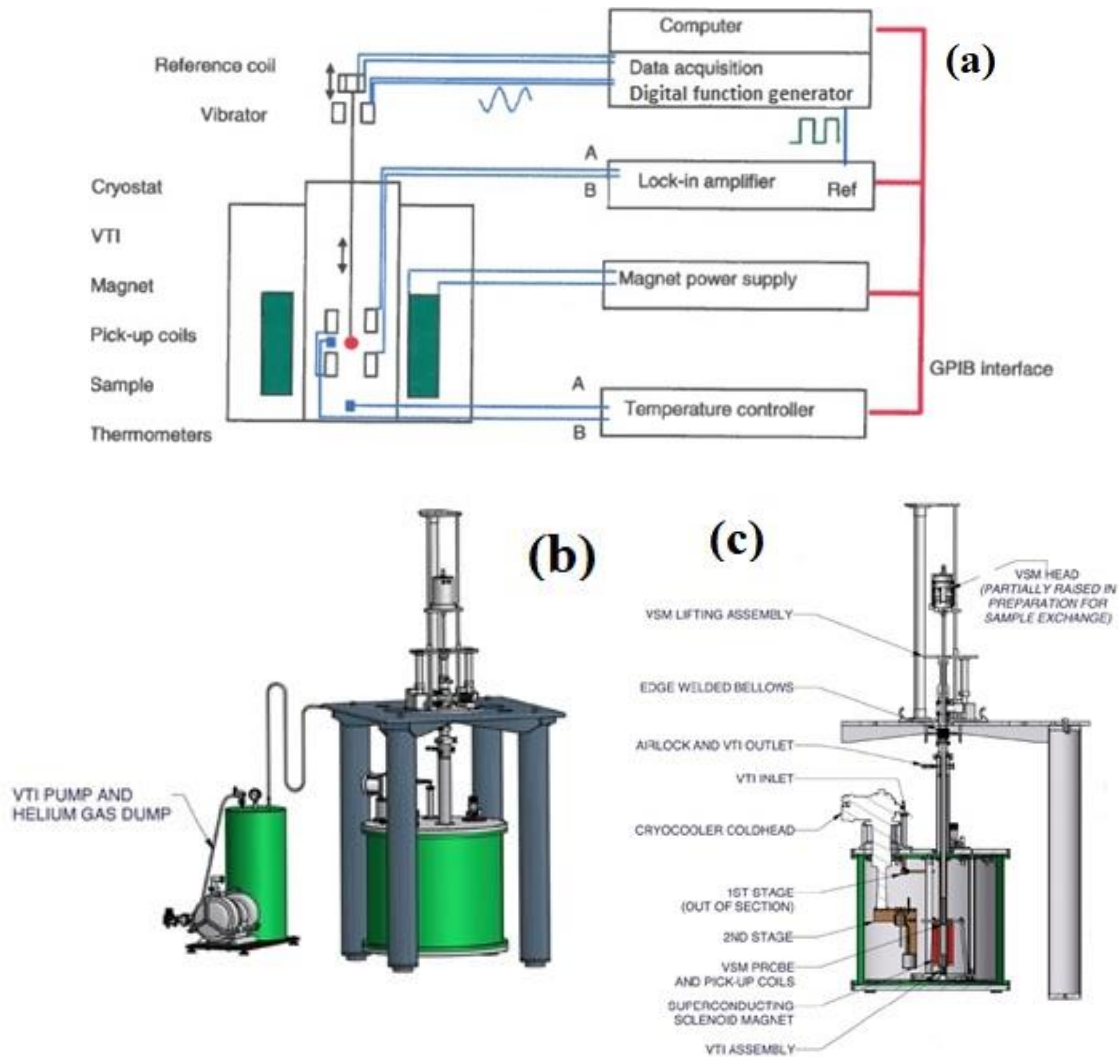 Computer
(a)
Reference coil
Data acquisition
Digital function generator
Vibrator
A
B
Lock-in amplifier
Ref
Cryostat
VTI
Magnet
Magnet power supply
Pick-up coils
GPIB interface
Sample
A
Temperature controller
Thermometers
B
(b)
VTI PUMP AND
HELIUM GAS DUMP
(c)
VSM HEAD
(PARTIALLY RAISED IN
PREPARATION FOR
SAMPLE EXCHANGE)
VSM LIFTING ASSEMBLY
EDGE WELDED BELLOWS
AIRLOCK AND VTI OUTLET
VTI INLET
CRYOCOOLER COLDHEAD
1ST STAGE
(OUT OF SECTION)
2ND STAGE
VSM PROBE
AND PICK-UP COILS
SUPERCONDUCTING
SOLENOID MAGNET
VTI ASSEMBLY